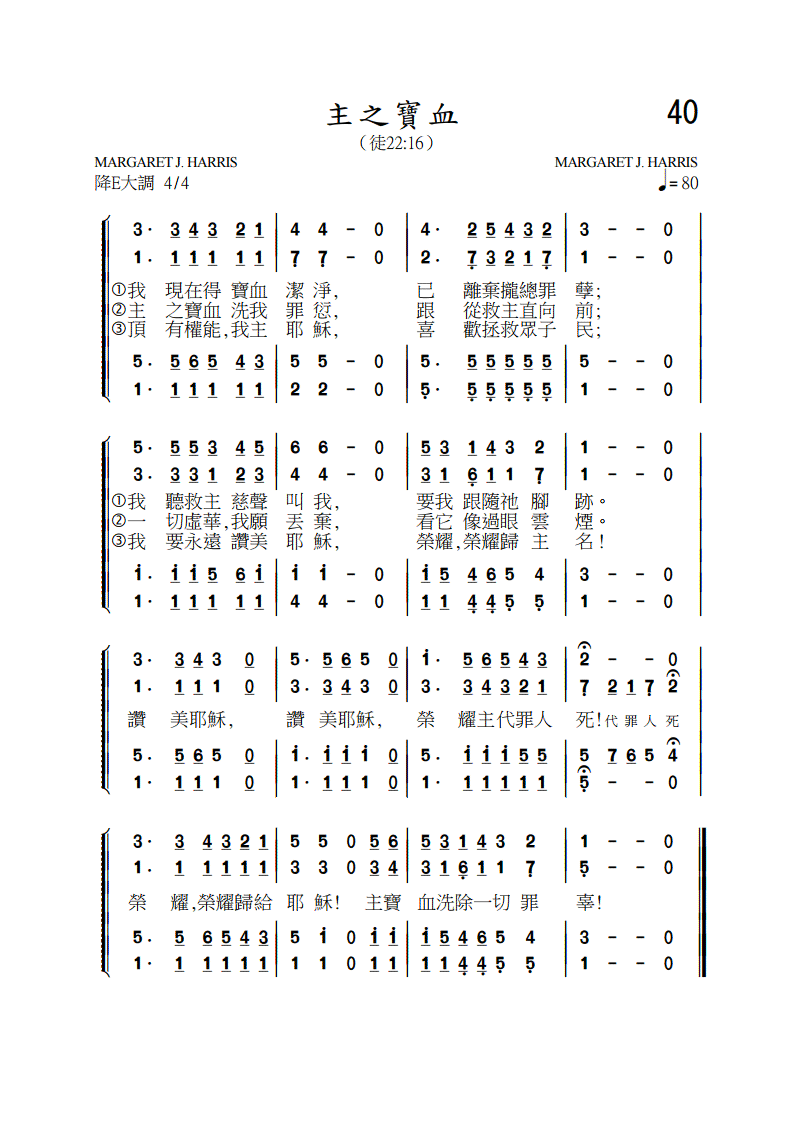 主之寶血
40
（徒22:16）
MARGARET J. HARRIS
MARGARET J. HARRIS
降E大調 4/4
♩= 80
3· 3 4 3 2 1 | 4 4 - 0 | 4· 2 5 4 3 2 | 3 - - 0
1· 1 1 1 1 1 | 7 7 - 0 | 2· 7 3 2 1 7 | 1 - - 0
①我 現在得 寶血 潔 淨, 已 離棄攏總罪 孽;
②主 之寶血 洗我 罪 愆, 跟 從救主直向 前;
③頂 有權能,我主 耶 穌, 喜 歡拯救眾子 民;
5· 5 6 5 4 3 | 5 5 - 0 | 5· 5 5 5 5 5 | 5 - - 0
1· 1 1 1 1 1 | 2 2 - 0 | 5· 5 5 5 5 5 | 1 - - 0
5· 5 5 3 4 5 | 6 6 - 0 | 5 3 1 4 3 2 | 1 - - 0
3· 3 3 1 2 3 | 4 4 - 0 | 3 1 6 1 1 7 | 1 - - 0
①我 聽救主 慈聲 叫 我, 要我 跟隨祂 腳 跡。
②一 切虛華,我願 丟 棄, 看它 像過眼 雲 煙。
③我 要永遠 讚美 耶 穌, 榮耀,榮耀歸 主 名!
1· 1 1 5 6 1 | 1 1 - 0 | 1 5 4 6 5 4 | 3 - - 0
1· 1 1 1 1 1 | 4 4 - 0 | 1 1 4 4 5 5 | 1 - - 0
3· 3 4 3 0 | 5· 5 6 5 0 | 1· 5 6 5 4 3 | 2 - - 0
1· 1 1 1 0 | 3· 3 4 3 0 | 3· 3 4 3 2 1 | 7 2 1 7 2
讚 美耶穌, 讚 美耶穌, 榮 耀主代罪人 死!代 罪 人 死
5· 5 6 5 0 | 1· 1 1 1 0 | 5· 1 1 1 5 5 | 5 7 6 5 4
1· 1 1 1 0 | 1· 1 1 1 0 | 1· 1 1 1 1 1 | 5 - - 0
3· 3 4 3 2 1 | 5 5 0 5 6 | 5 3 1 4 3 2 | 1 - - 0
1· 1 1 1 1 1 | 3 3 0 3 4 | 3 1 6 1 1 7 | 5 - - 0
榮 耀,榮耀歸給 耶 穌! 主寶 血洗除一切 罪 辜!
5· 5 6 5 4 3 | 5 1 0 1 1 | 1 5 4 6 5 4 | 3 - - 0
1· 1 1 1 1 1 | 1 1 0 1 1 | 1 1 4 4 5 5 | 1 - - 0